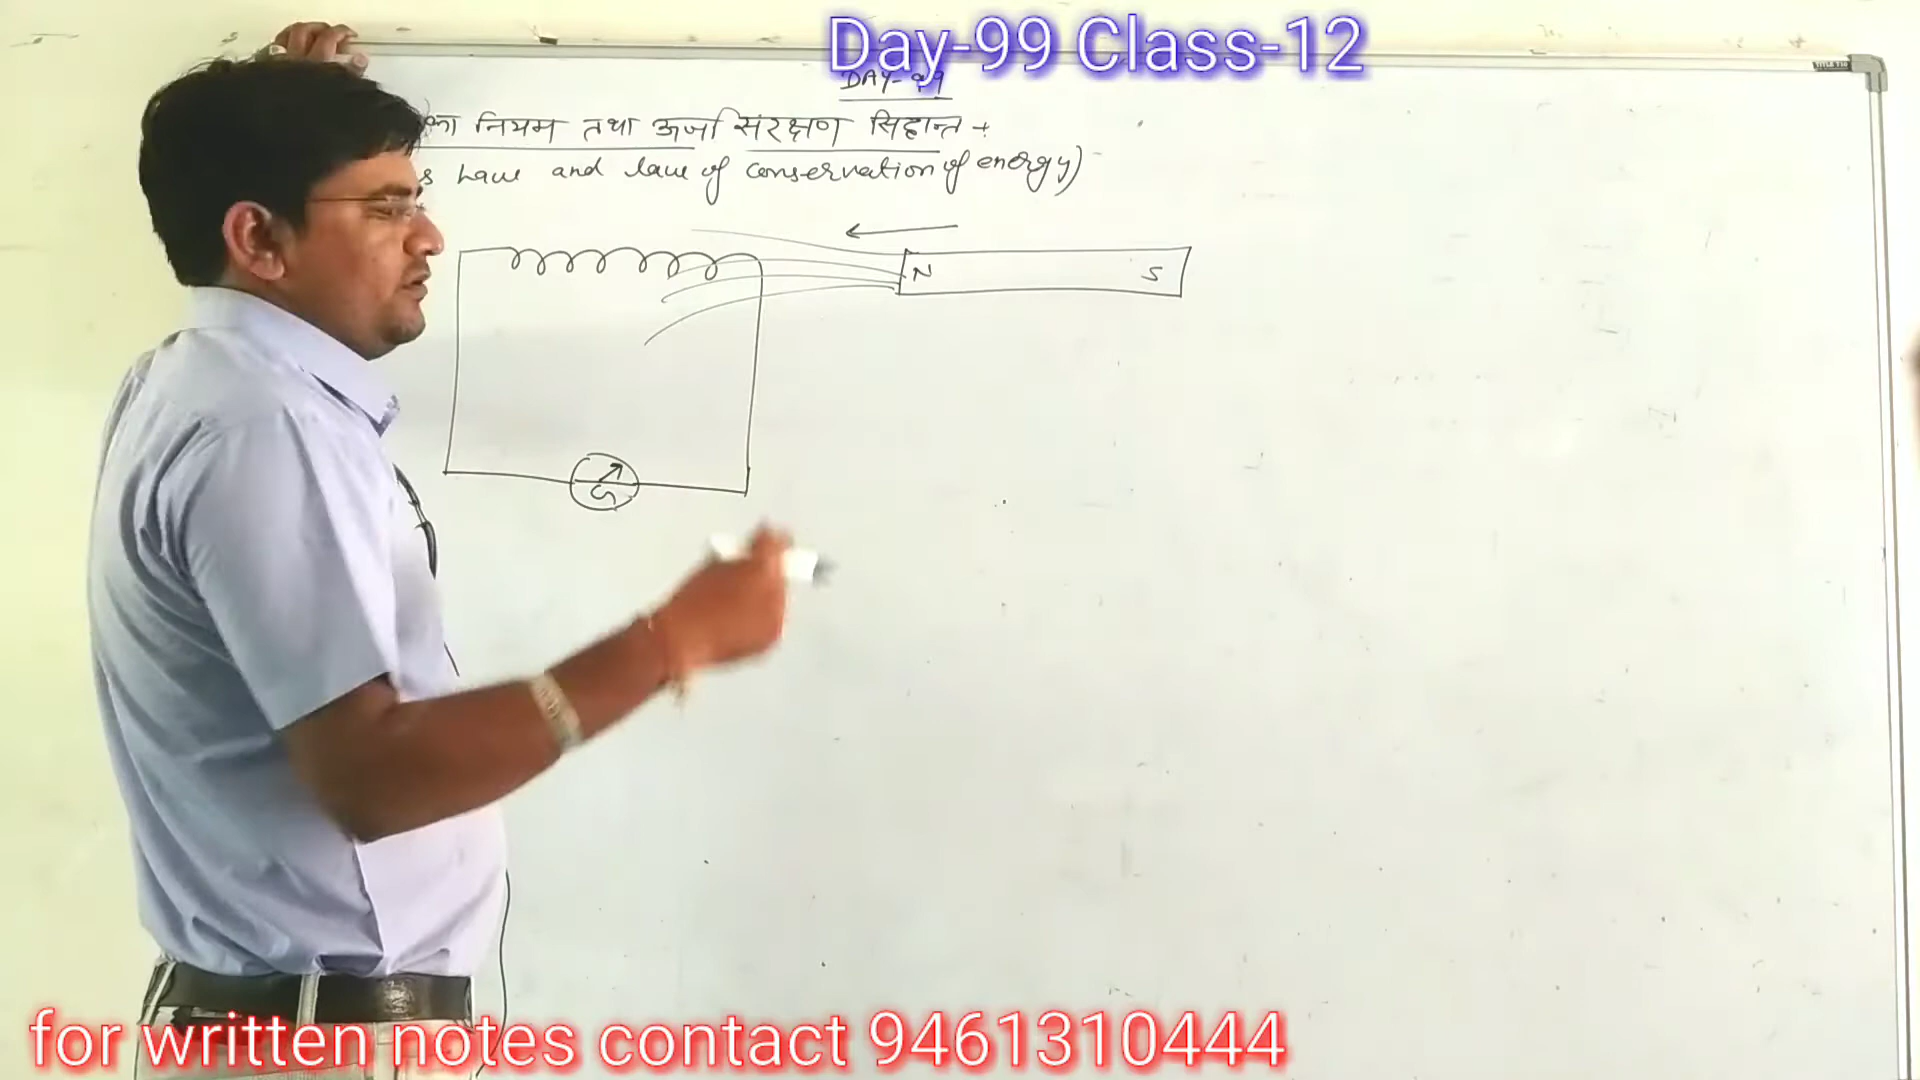 Day-99 Class-12
DAY-99
का नियम तथा ऊर्जा संरक्षण सिद्धान्त
s Law and law of conservation of energy)
N S
G
for written notes contact 9461310444